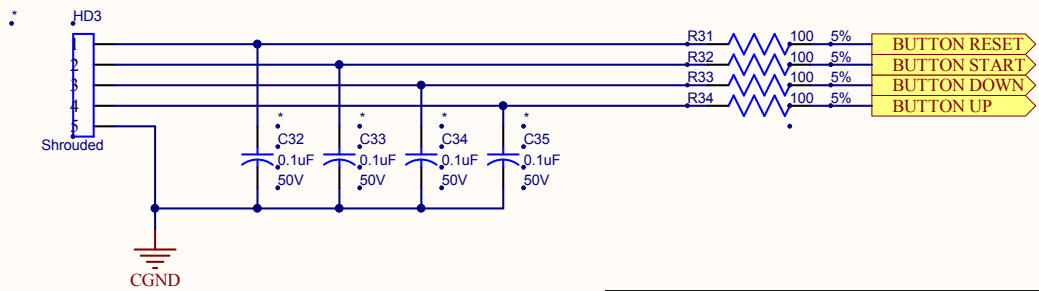 * HD3
1 R31 100 5% BUTTON RESET
2 R32 100 5% BUTTON START
3 R33 100 5% BUTTON DOWN
4 R34 100 5% BUTTON UP
5 * * * *
Shrouded C32 C33 C34 C35
0.1uF 0.1uF 0.1uF 0.1uF
50V 50V 50V 50V
CGND